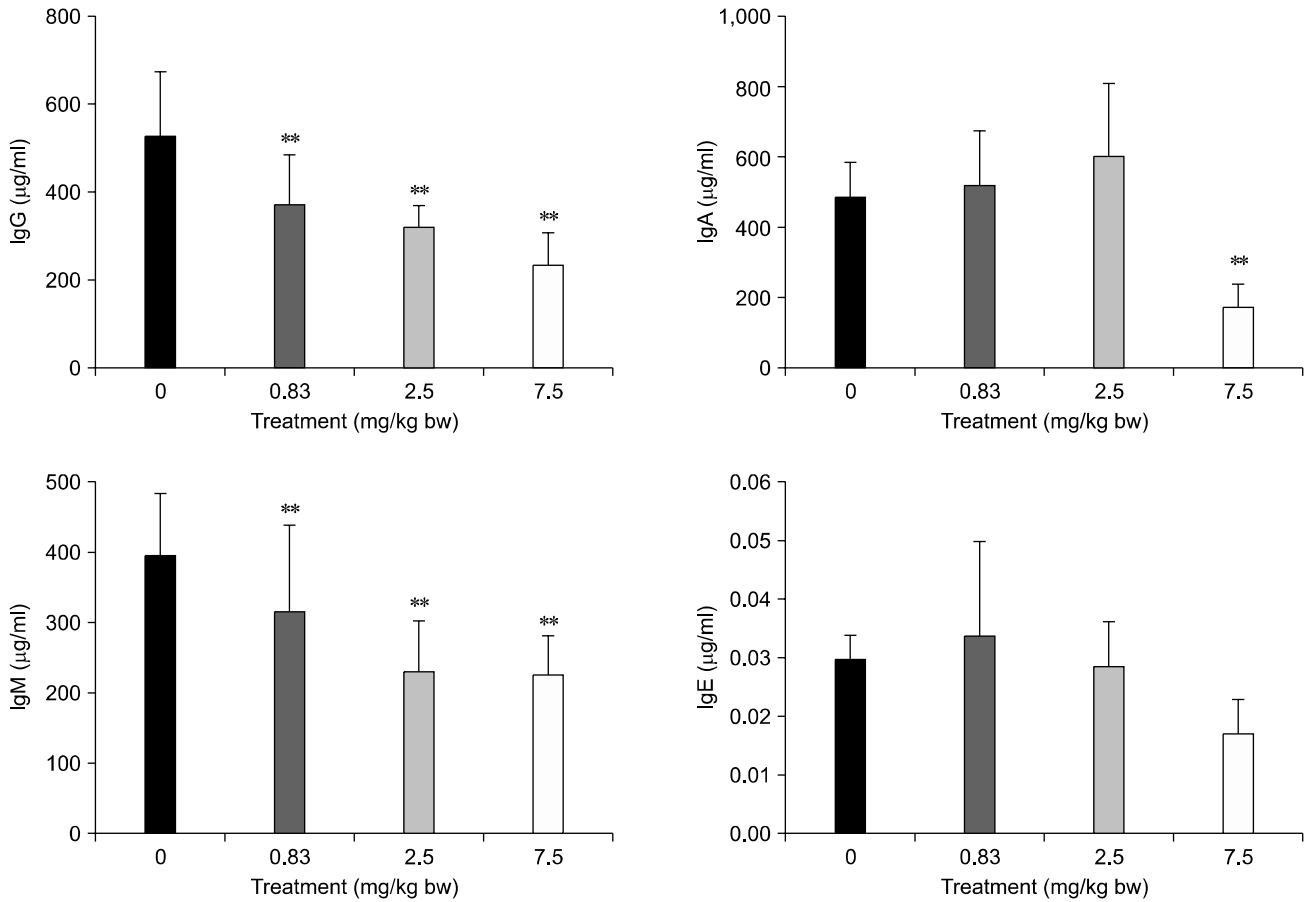 800
600
400
200
0
IgG (µg/ml)
**
**
**
0 0.83 2.5 7.5
Treatment (mg/kg bw)
1,000
800
600
400
200
0
IgA (µg/ml)
**
0 0.83 2.5 7.5
Treatment (mg/kg bw)
500
400
300
200
100
0
IgM (µg/ml)
**
**
**
0 0.83 2.5 7.5
Treatment (mg/kg bw)
0.06
0.05
0.04
0.03
0.02
0.01
0.00
IgE (µg/ml)
0 0.83 2.5 7.5
Treatment (mg/kg bw)